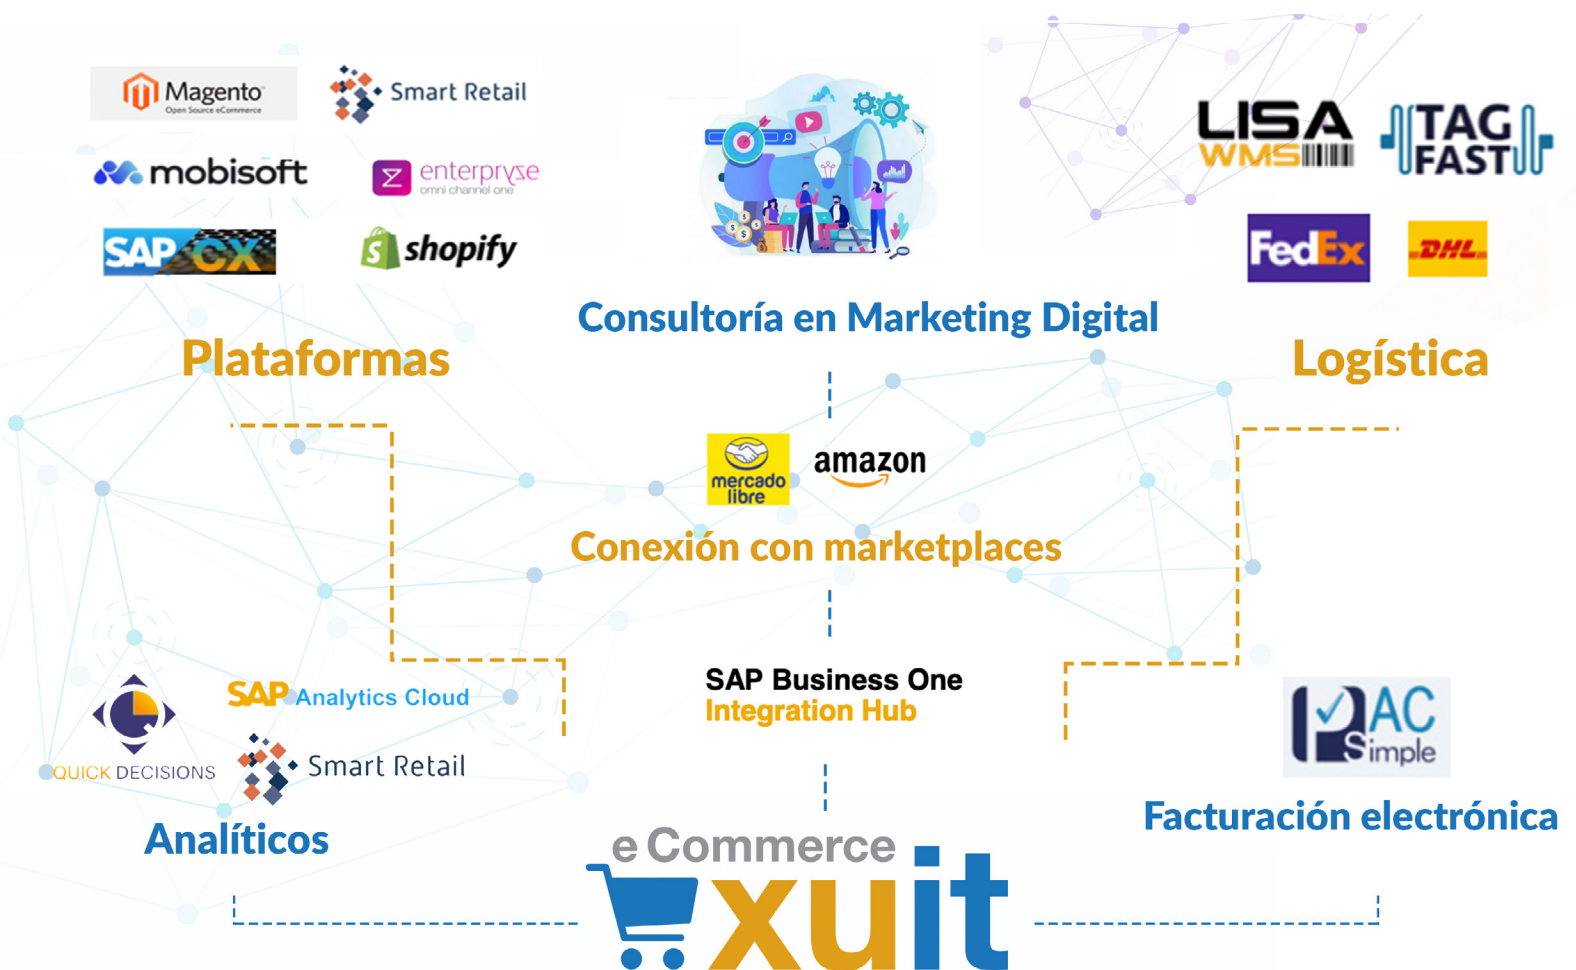 Magento
Open Source eCommerce
Smart Retail
mobisoft
enterpryze
omni channel one
SAP CX
shopify
Plataformas
Consultoría en Marketing Digital
LISA
WMS
TAG
FAST
FedEx
DHL
Logística
mercado
libre
amazon
Conexión con marketplaces
SAP Business One
Integration Hub
QUICK DECISIONS
SAP Analytics Cloud
Smart Retail
Analíticos
PAC
Simple
Facturación electrónica
eCommerce
xuit